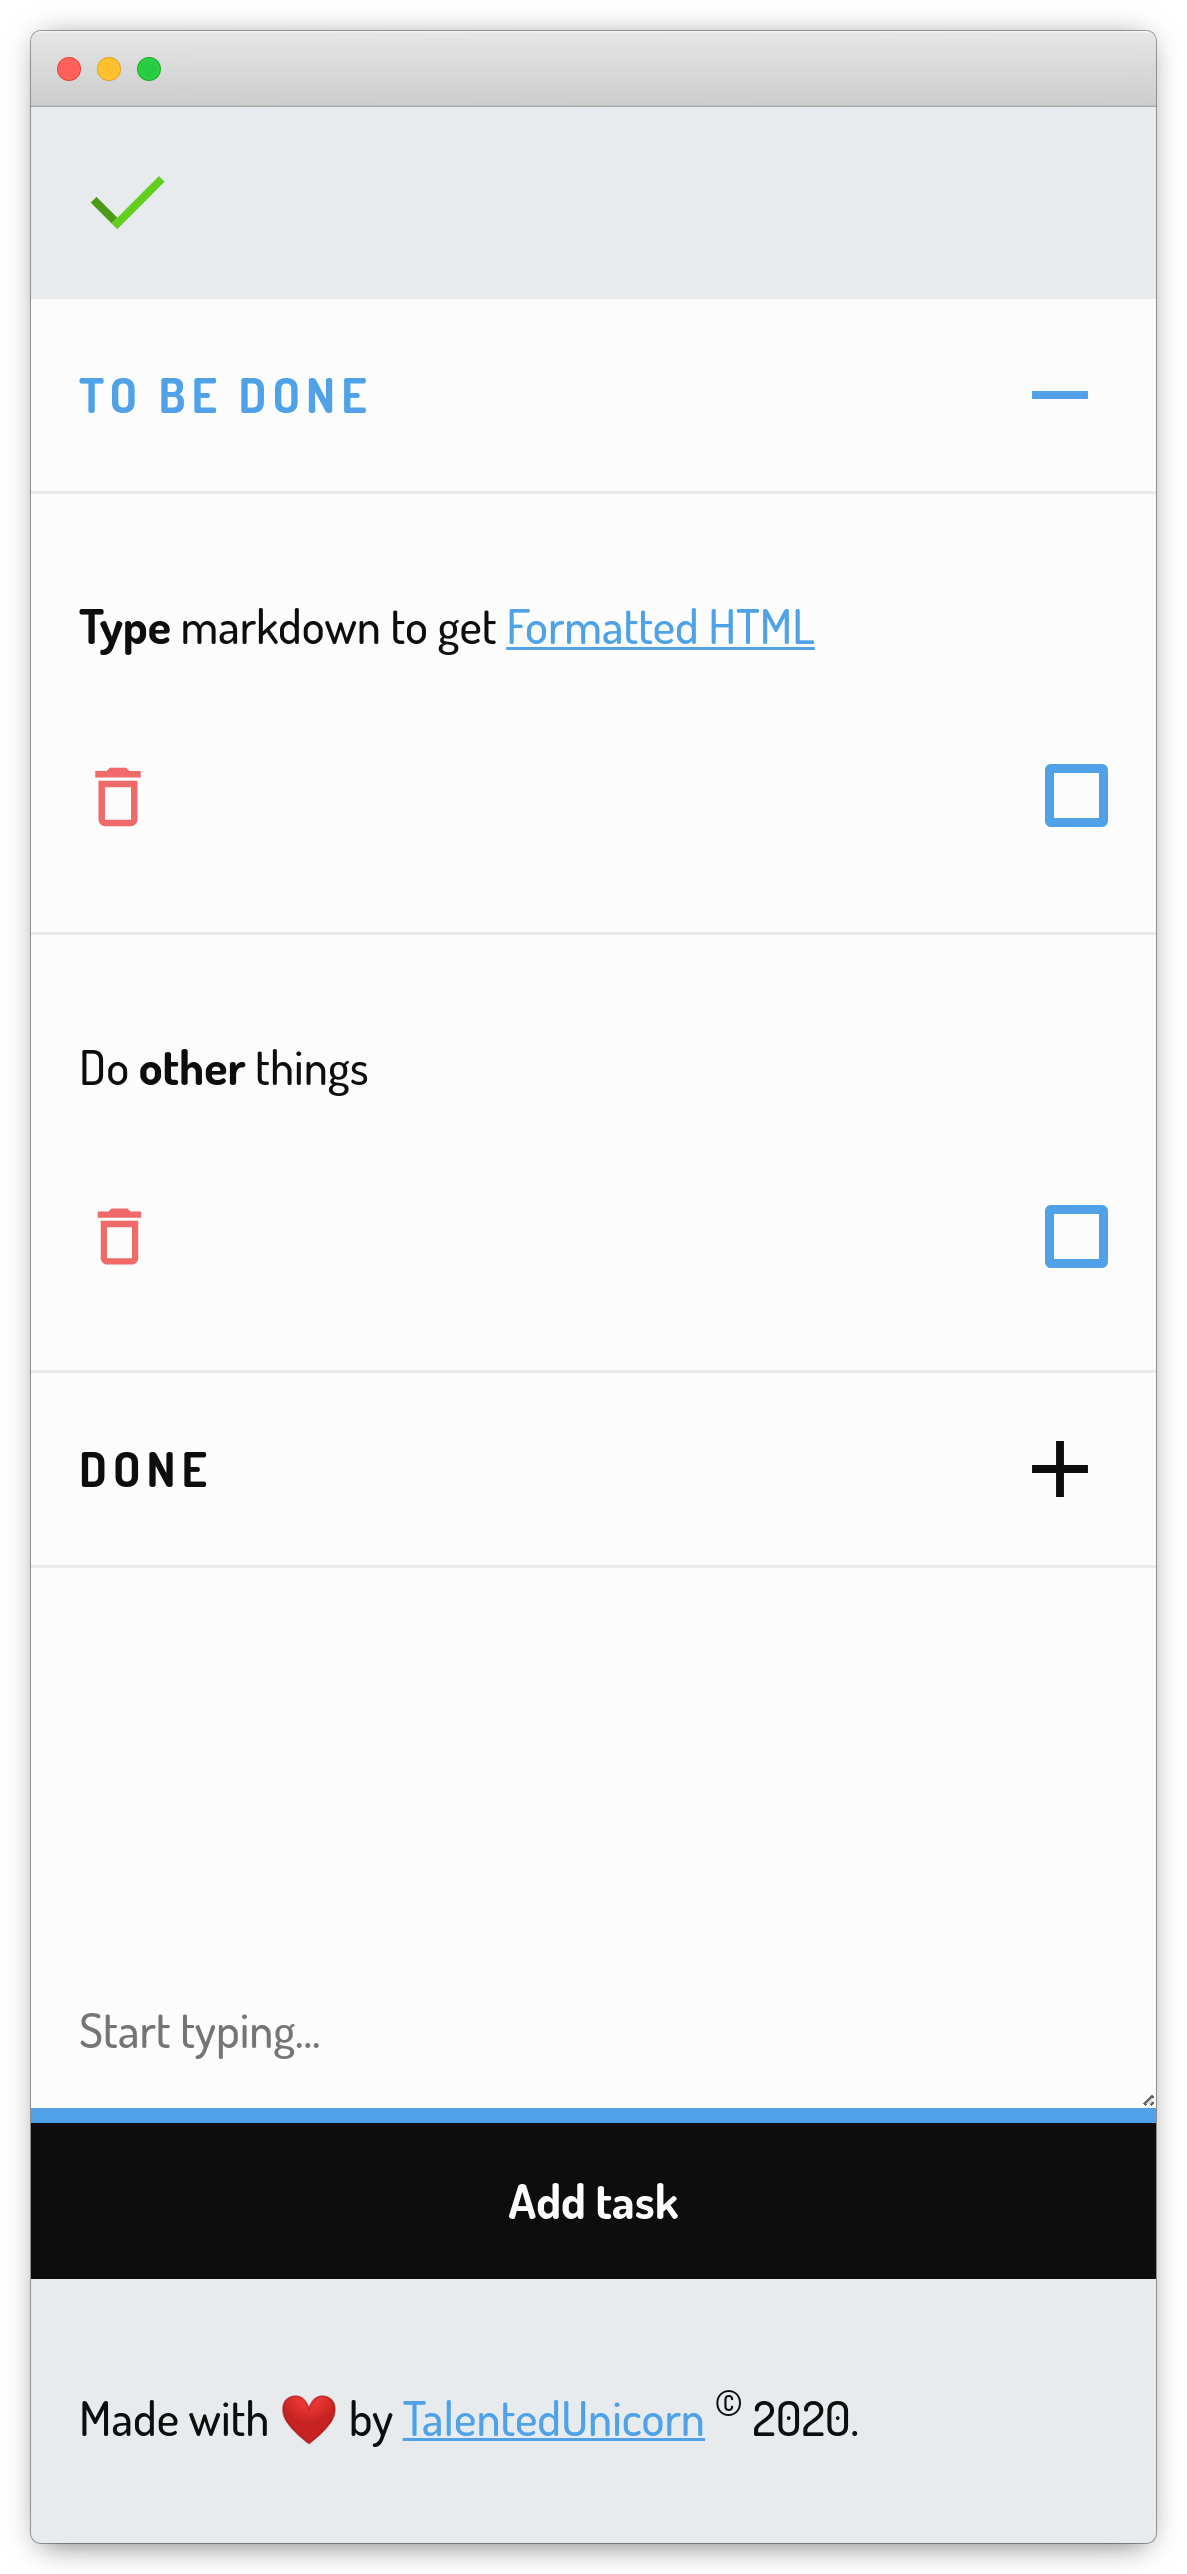 TO BE DONE
Type markdown to get Formatted HTML
Do other things
DONE
Start typing...
Add task
Made with ❤️ by TalentedUnicorn © 2020.